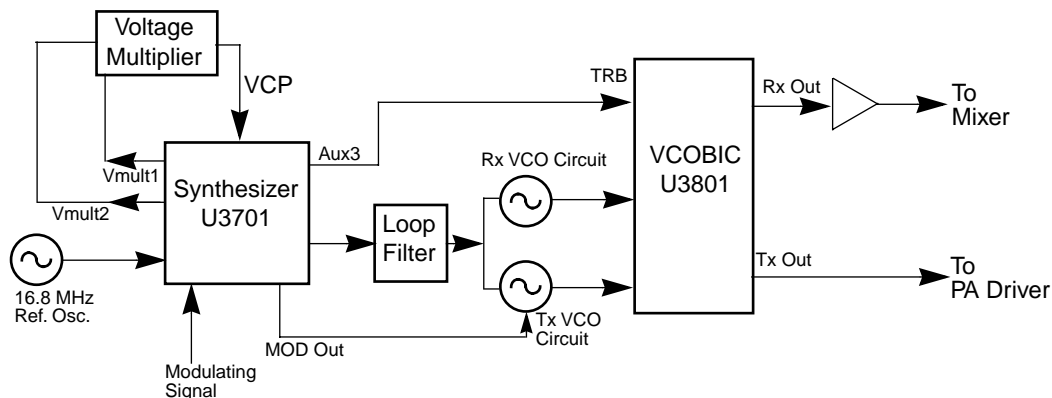 Voltage
Multiplier
VCP
TRB
Rx Out
To
Mixer
Aux3
Vmult1
Rx VCO Circuit
VCOBIC
U3801
Synthesizer
U3701
Vmult2
Loop
Filter
Tx Out
To
PA Driver
16.8 MHz
Ref. Osc.
Tx VCO
Circuit
MOD Out
Modulating
Signal